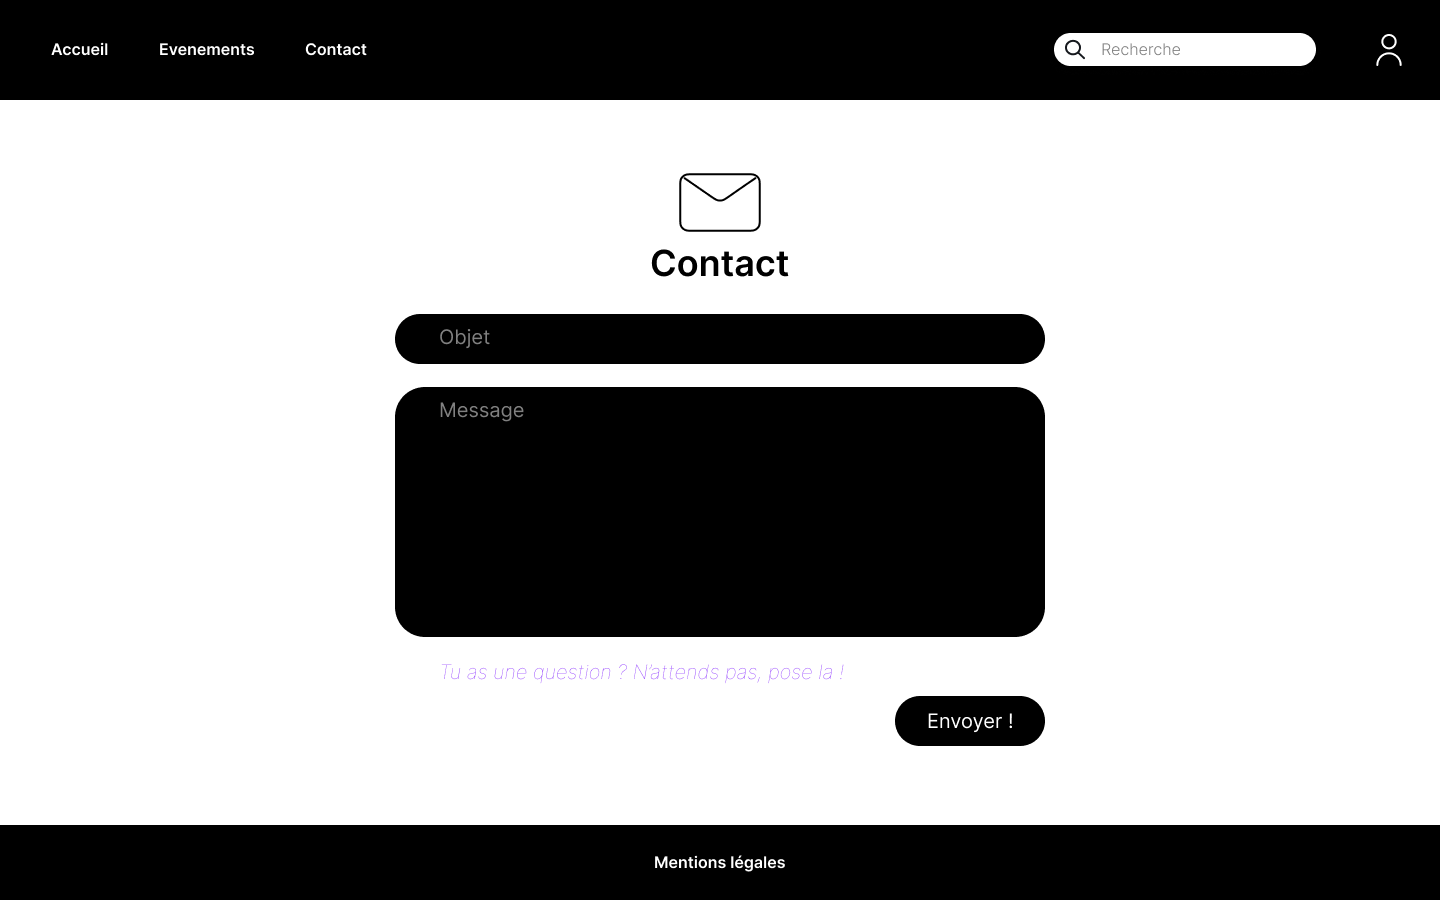 Accueil
Evenements
Contact
Recherche
Contact
Objet
Message
Tu as une question ? N'attends pas, pose la !
Envoyer !
Mentions légales